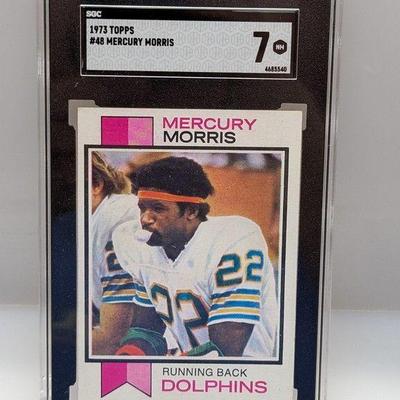 SGC
1973 TOPPS
#48 MERCURY MORRIS
7 NM
4685540
MERCURY
MORRIS
22
22
RUNNING BACK
DOLPHINS